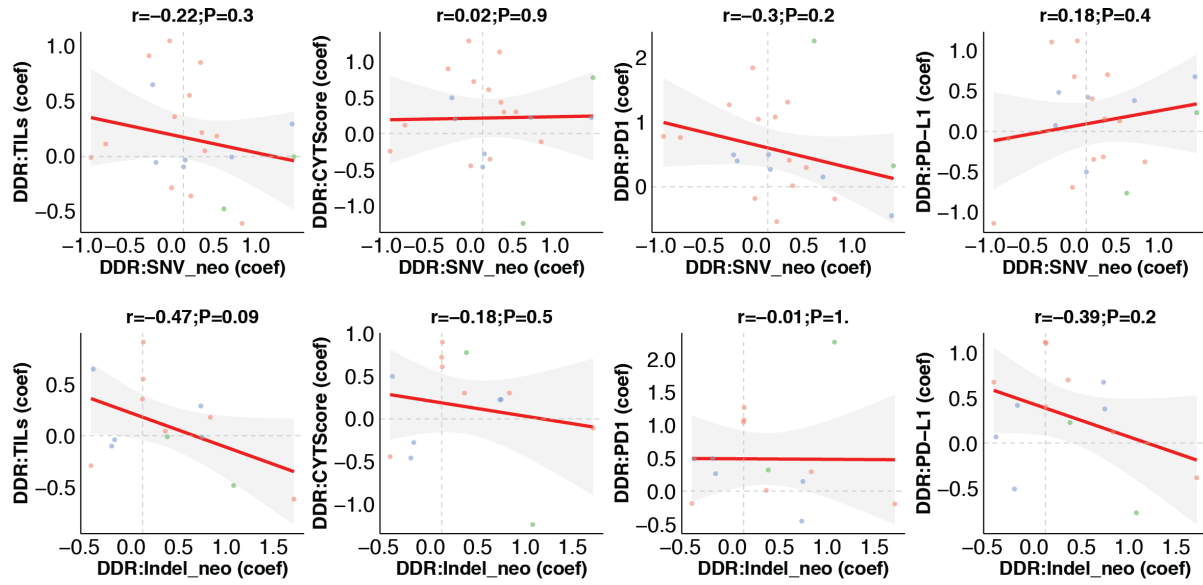 r=−0.22;P=0.3
DDR:TILs (coef)
1.0
0.5
0.0
−0.5
−1.0−0.5 0.0 0.5 1.0
DDR:SNV_neo (coef)
r=0.02;P=0.9
DDR:CYTScore (coef)
1.0
0.5
0.0
−0.5
−1.0
−1.0−0.5 0.0 0.5 1.0
DDR:SNV_neo (coef)
r=−0.3;P=0.2
DDR:PD1 (coef)
2
1
0
−1.0−0.5 0.0 0.5 1.0
DDR:SNV_neo (coef)
r=0.18;P=0.4
DDR:PD−L1 (coef)
1.0
0.5
0.0
−0.5
−1.0
−1.0−0.5 0.0 0.5 1.0
DDR:SNV_neo (coef)
r=−0.47;P=0.09
DDR:TILs (coef)
0.5
0.0
−0.5
−0.5 0.0 0.5 1.0 1.5
DDR:Indel_neo (coef)
r=−0.18;P=0.5
DDR:CYTScore (coef)
1.0
0.5
0.0
−0.5
−1.0
−0.5 0.0 0.5 1.0 1.5
DDR:Indel_neo (coef)
r=−0.01;P=1.
DDR:PD1 (coef)
2.0
1.5
1.0
0.5
0.0
−0.5
−0.5 0.0 0.5 1.0 1.5
DDR:Indel_neo (coef)
r=−0.39;P=0.2
DDR:PD−L1 (coef)
1.0
0.5
0.0
−0.5
−0.5 0.0 0.5 1.0 1.5
DDR:Indel_neo (coef)